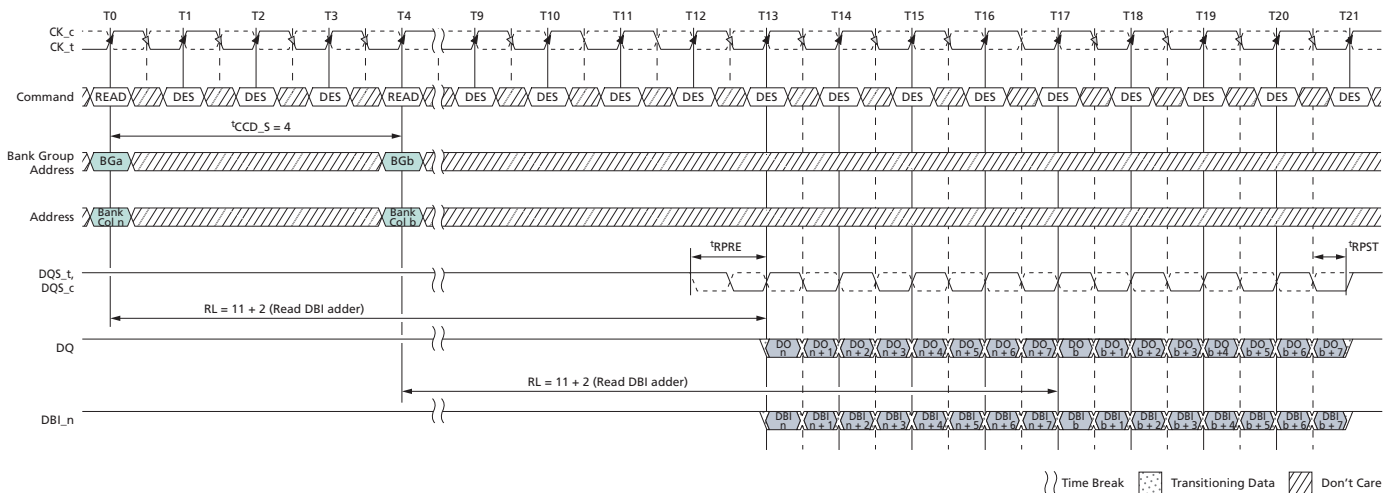 T0 T1 T2 T3 T4 T9 T10 T11 T12 T13 T14 T15 T16 T17 T18 T19 T20 T21
CK_c
CK_t
Command READ DES DES DES READ DES DES DES DES DES DES DES DES DES DES DES DES DES
tCCD_S = 4
Bank Group
Address BGa BGb
Address Bank
Col n Bank
Col b
tRPRE tRPST
DQS_t,
DQS_c
RL = 11 + 2 (Read DBI adder)
DQ DO
n DO
n + 1 DO
n + 2 DO
n + 3 DO
n + 4 DO
n + 5 DO
n + 6 DO
n + 7 DO
b DO
b + 1 DO
b + 2 DO
b + 3 DO
b + 4 DO
b + 5 DO
b + 6 DO
b + 7
RL = 11 + 2 (Read DBI adder)
DBI_n DBI
n DBI
n + 1 DBI
n + 2 DBI
n + 3 DBI
n + 4 DBI
n + 5 DBI
n + 6 DBI
n + 7 DBI
b DBI
b + 1 DBI
b + 2 DBI
b + 3 DBI
b + 4 DBI
b + 5 DBI
b + 6 DBI
b + 7
Time Break Transitioning Data Don't Care